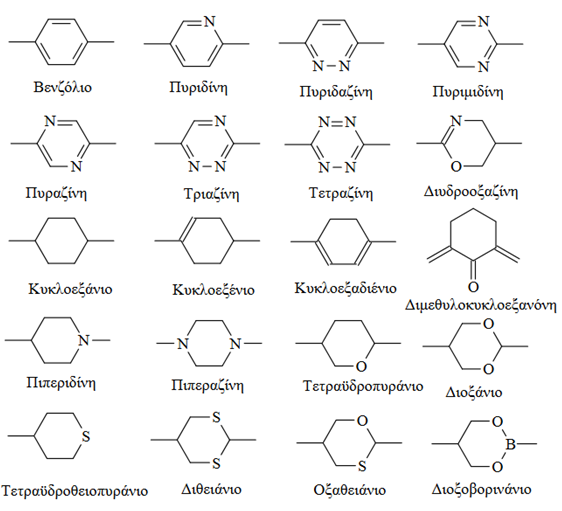 N
N
N N
N
Βενζόλιο Πυριδίνη Πυριδαζίνη Πυριμιδίνη
N N N N N N
N N N N N O
Πυραζίνη Τριαζίνη Τετραζίνη Διυδροοξαζίνη
O
Κυκλοεξάνιο Κυκλοεξένιο Κυκλοεξαδιένιο Διμεθυλοκυκλοεξανόνη
N N N O O
O
Πιπεριδίνη Πιπεραζίνη Τετραϋδροπυράνιο Διοξάνιο
S O O
S B
S S O
Τετραϋδροθειοπυράνιο Διθειάνιο Οξαθειάνιο Διοξοβορινάνιο